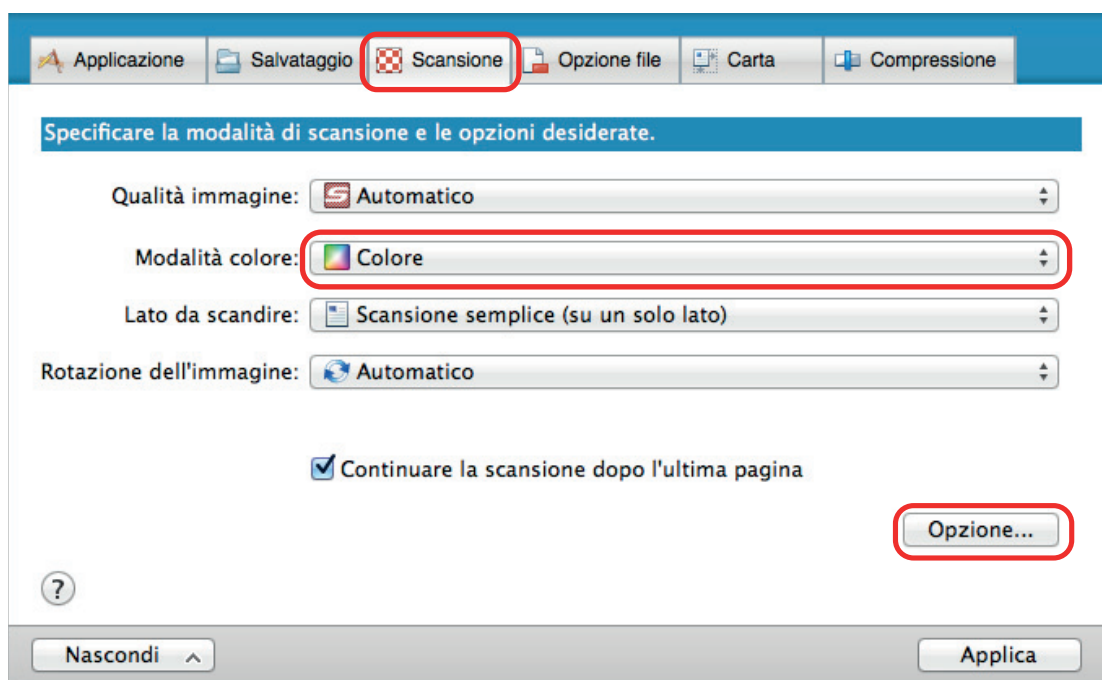 Applicazione Salvataggio Scansione Opzione file Carta Compressione
Specificare la modalità di scansione e le opzioni desiderate.
Qualità immagine: Automatico
Modalità colore: Colore
Lato da scandire: Scansione semplice (su un solo lato)
Rotazione dell'immagine: Automatico
Continuare la scansione dopo l'ultima pagina
Opzione...
?
Nascondi Applica